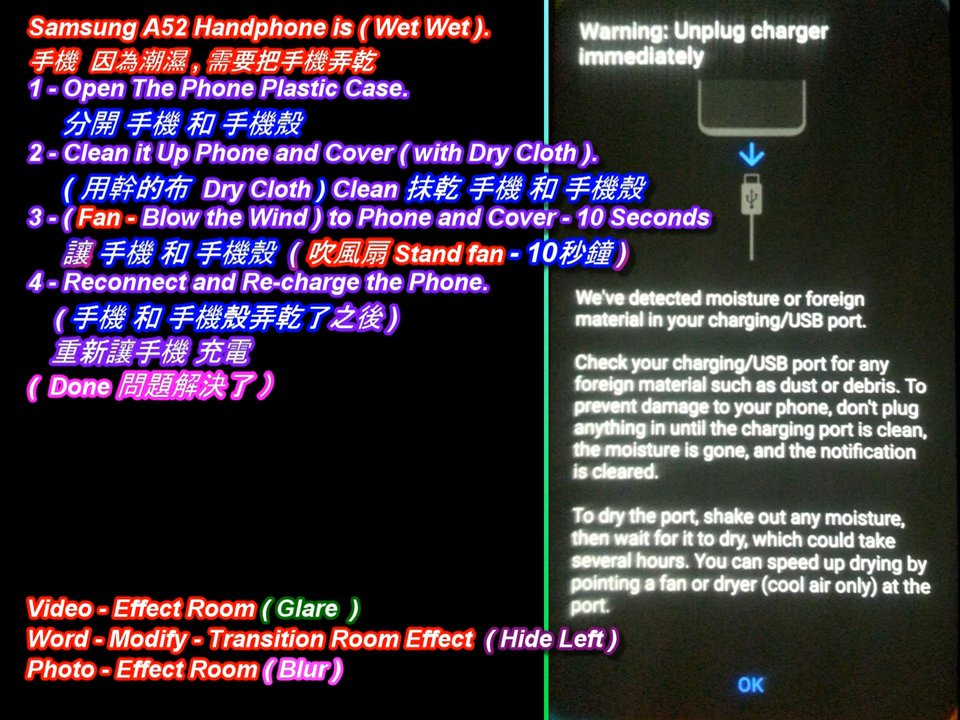 Samsung A52 Handphone is ( Wet Wet ).
手機 因為潮濕 , 需要把手機弄乾
1 - Open The Phone Plastic Case.
分開 手機 和 手機殼
2 - Clean it Up Phone and Cover ( with Dry Cloth ).
( 用幹的布 Dry Cloth ) Clean 抹乾 手機 和 手機殼
3 - ( Fan - Blow the Wind ) to Phone and Cover - 10 Seconds
讓 手機 和 手機殼 ( 吹風扇 Stand fan - 10秒鐘 )
4 - Reconnect and Re-charge the Phone.
( 手機 和 手機殼弄乾了之後 )
重新讓手機 充電
( Done 問題解決了 )
Video - Effect Room ( Glare )
Word - Modify - Transition Room Effect ( Hide Left )
Photo - Effect Room ( Blur )
Warning: Unplug charger
immediately
We've detected moisture or foreign
material in your charging/USB port.
Check your charging/USB port for any
foreign material such as dust or debris. To
prevent damage to your phone, don't plug
anything in until the charging port is clean,
the moisture is gone, and the notification
is cleared.
To dry the port, shake out any moisture,
then wait for it to dry, which could take
several hours. You can speed up drying by
pointing a fan or dryer (cool air only) at the
port.
OK